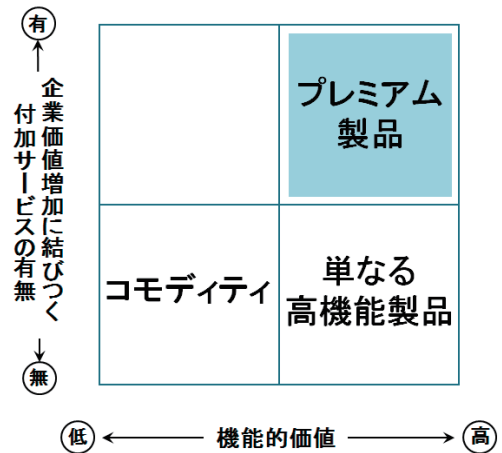 有
企業価値増加に結びつく
付加サービスの有無
無
プレミアム
製品
コモディティ
単なる
高機能製品
低
機能的価値
高